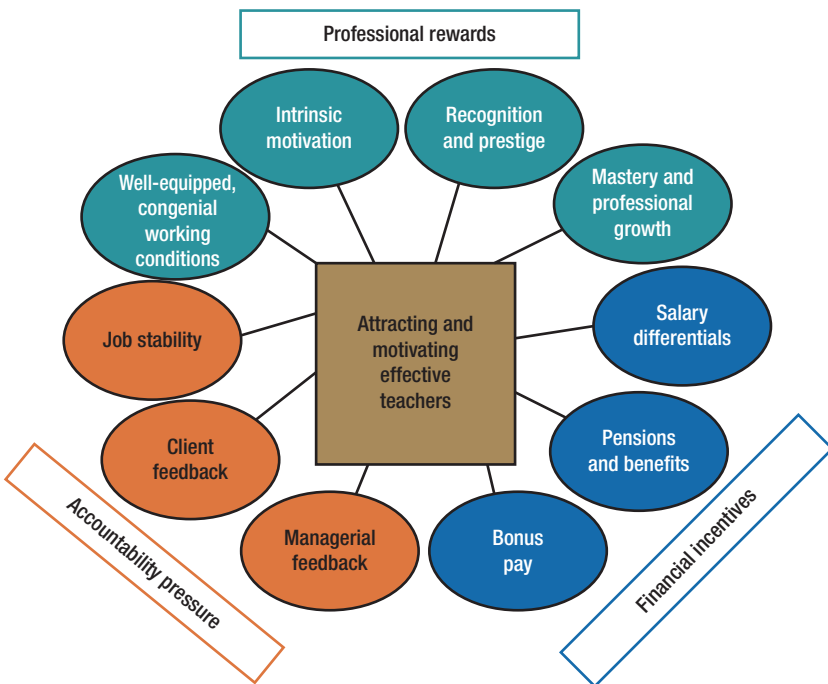 Professional rewards
Intrinsic
motivation
Recognition
and prestige
Well-equipped,
congenial
working
conditions
Mastery and
professional
growth
Job stability
Attracting and
motivating
effective
teachers
Salary
differentials
Client
feedback
Pensions
and benefits
Managerial
feedback
Bonus
pay
Accountability pressure
Financial incentives